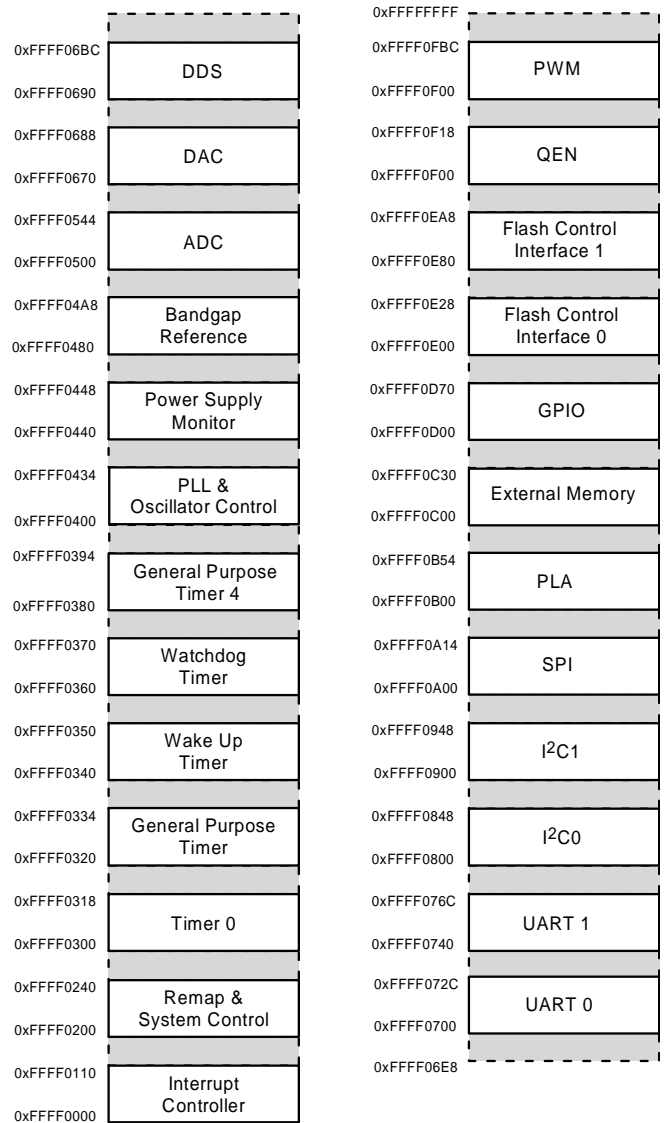 0xFFFF06BC
DDS
0xFFFF0690
0xFFFF0688
DAC
0xFFFF0670
0xFFFF0544
ADC
0xFFFF0500
0xFFFF04A8
Bandgap
Reference
0xFFFF0480
0xFFFF0448
Power Supply
Monitor
0xFFFF0440
0xFFFF0434
PLL &
Oscillator Control
0xFFFF0400
0xFFFF0394
General Purpose
Timer 4
0xFFFF0380
0xFFFF0370
Watchdog
Timer
0xFFFF0360
0xFFFF0350
Wake Up
Timer
0xFFFF0340
0xFFFF0334
General Purpose
Timer
0xFFFF0320
0xFFFF0318
Timer 0
0xFFFF0300
0xFFFF0240
Remap &
System Control
0xFFFF0200
0xFFFF0110
Interrupt
Controller
0xFFFF0000
0xFFFFFFFF
0xFFFF0FBC
PWM
0xFFFF0F00
0xFFFF0F18
QEN
0xFFFF0F00
0xFFFF0EA8
Flash Control
Interface 1
0xFFFF0E80
0xFFFF0E28
Flash Control
Interface 0
0xFFFF0E00
0xFFFF0D70
GPIO
0xFFFF0D00
0xFFFF0C30
External Memory
0xFFFF0C00
0xFFFF0B54
PLA
0xFFFF0B00
0xFFFF0A14
SPI
0xFFFF0A00
0xFFFF0948
I²C1
0xFFFF0900
0xFFFF0848
I²C0
0xFFFF0800
0xFFFF076C
UART 1
0xFFFF0740
0xFFFF072C
UART 0
0xFFFF0700
0xFFFF06E8